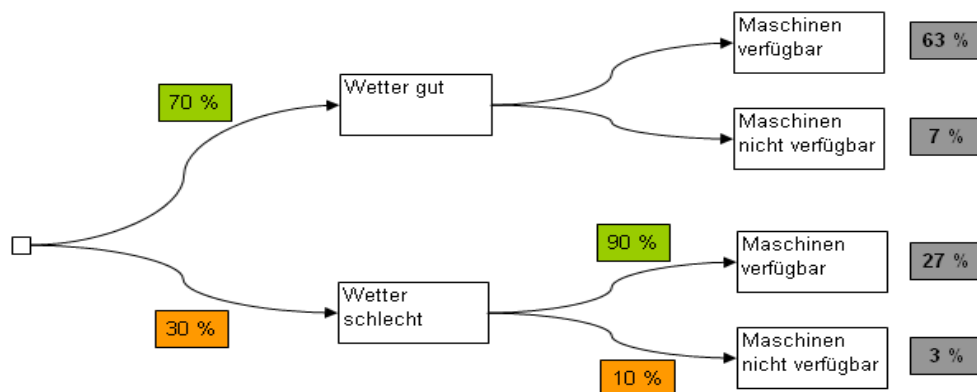 Maschinen
verfügbar
63 %
70 %
Wetter gut
Maschinen
nicht verfügbar
7 %
90 %
Maschinen
verfügbar
27 %
30 %
Wetter
schlecht
Maschinen
nicht verfügbar
3 %
10 %